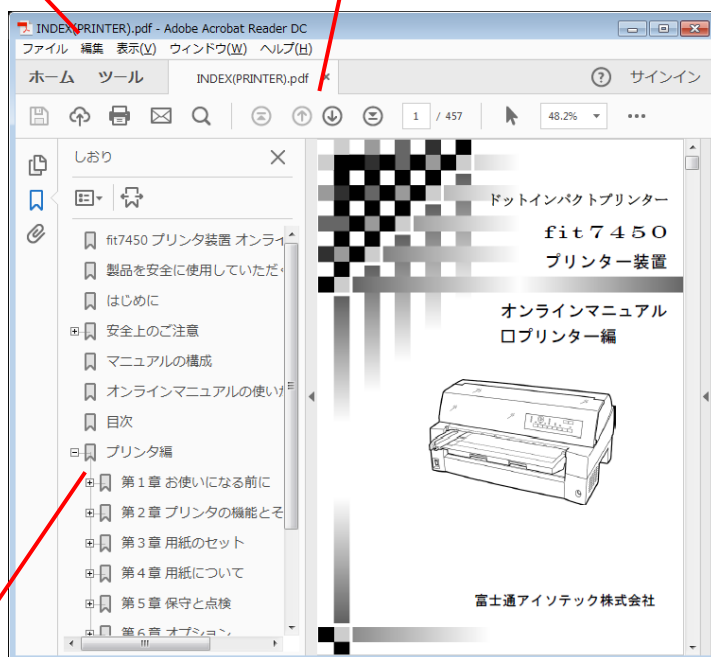 INDEX(PRINTER).pdf - Adobe Acrobat Reader DC
ファイル 編集 表示(V) ウィンドウ(W) ヘルプ(H)
ホーム ツール INDEX(PRINTER).pdf × ? サインイン
1 / 457 48.2%
しおり
fit7450 プリンタ装置 オンライ
製品を安全に使用していただ
はじめに
安全上のご注意
マニュアルの構成
オンラインマニュアルの使い
目次
プリンタ編
第1章 お使いになる前に
第2章 プリンタの機能とそ
第3章 用紙のセット
第4章 用紙について
第5章 保守と点検
第6章 オプション
ドットインパクトプリンター
fit7450
プリンター装置
オンラインマニュアル
口プリンター編
富士通アイソテック株式会社